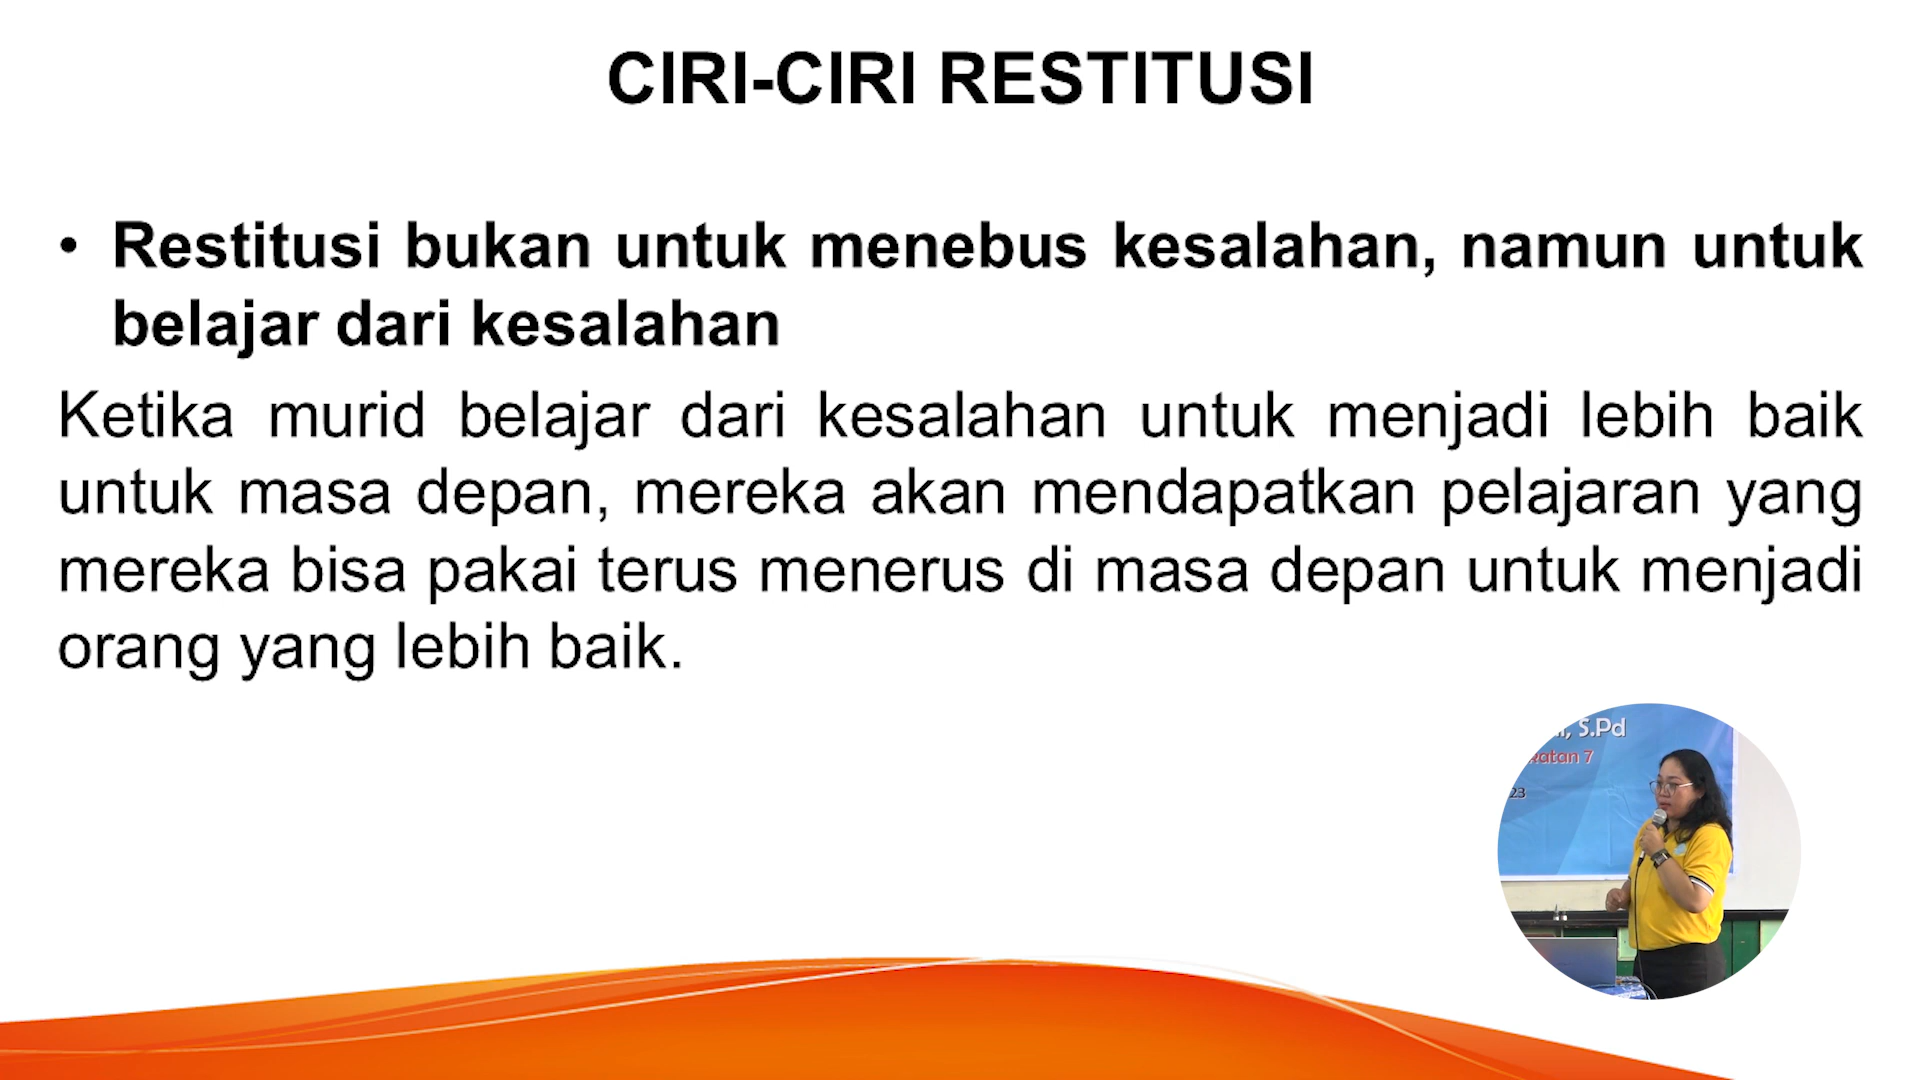 CIRI-CIRI RESTITUSI
• Restitusi bukan untuk menebus kesalahan, namun untuk
belajar dari kesalahan
Ketika murid belajar dari kesalahan untuk menjadi lebih baik
untuk masa depan, mereka akan mendapatkan pelajaran yang
mereka bisa pakai terus menerus di masa depan untuk menjadi
orang yang lebih baik.
S.Pd
7
23